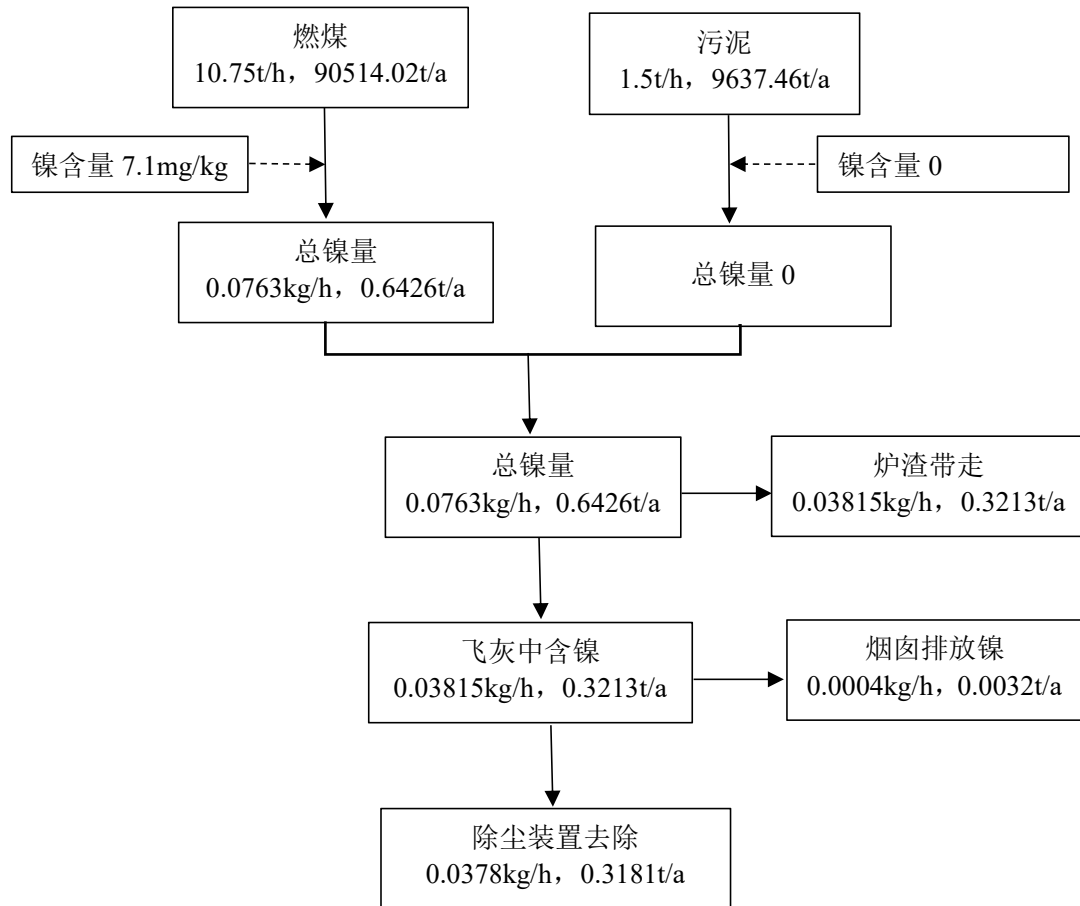 燃煤
10.75t/h，90514.02t/a
污泥
1.5t/h，9637.46t/a
镍含量 7.1mg/kg
镍含量 0
总镍量
0.0763kg/h，0.6426t/a
总镍量 0
总镍量
0.0763kg/h，0.6426t/a
炉渣带走
0.03815kg/h，0.3213t/a
飞灰中含镍
0.03815kg/h，0.3213t/a
烟囱排放镍
0.0004kg/h，0.0032t/a
除尘装置去除
0.0378kg/h，0.3181t/a